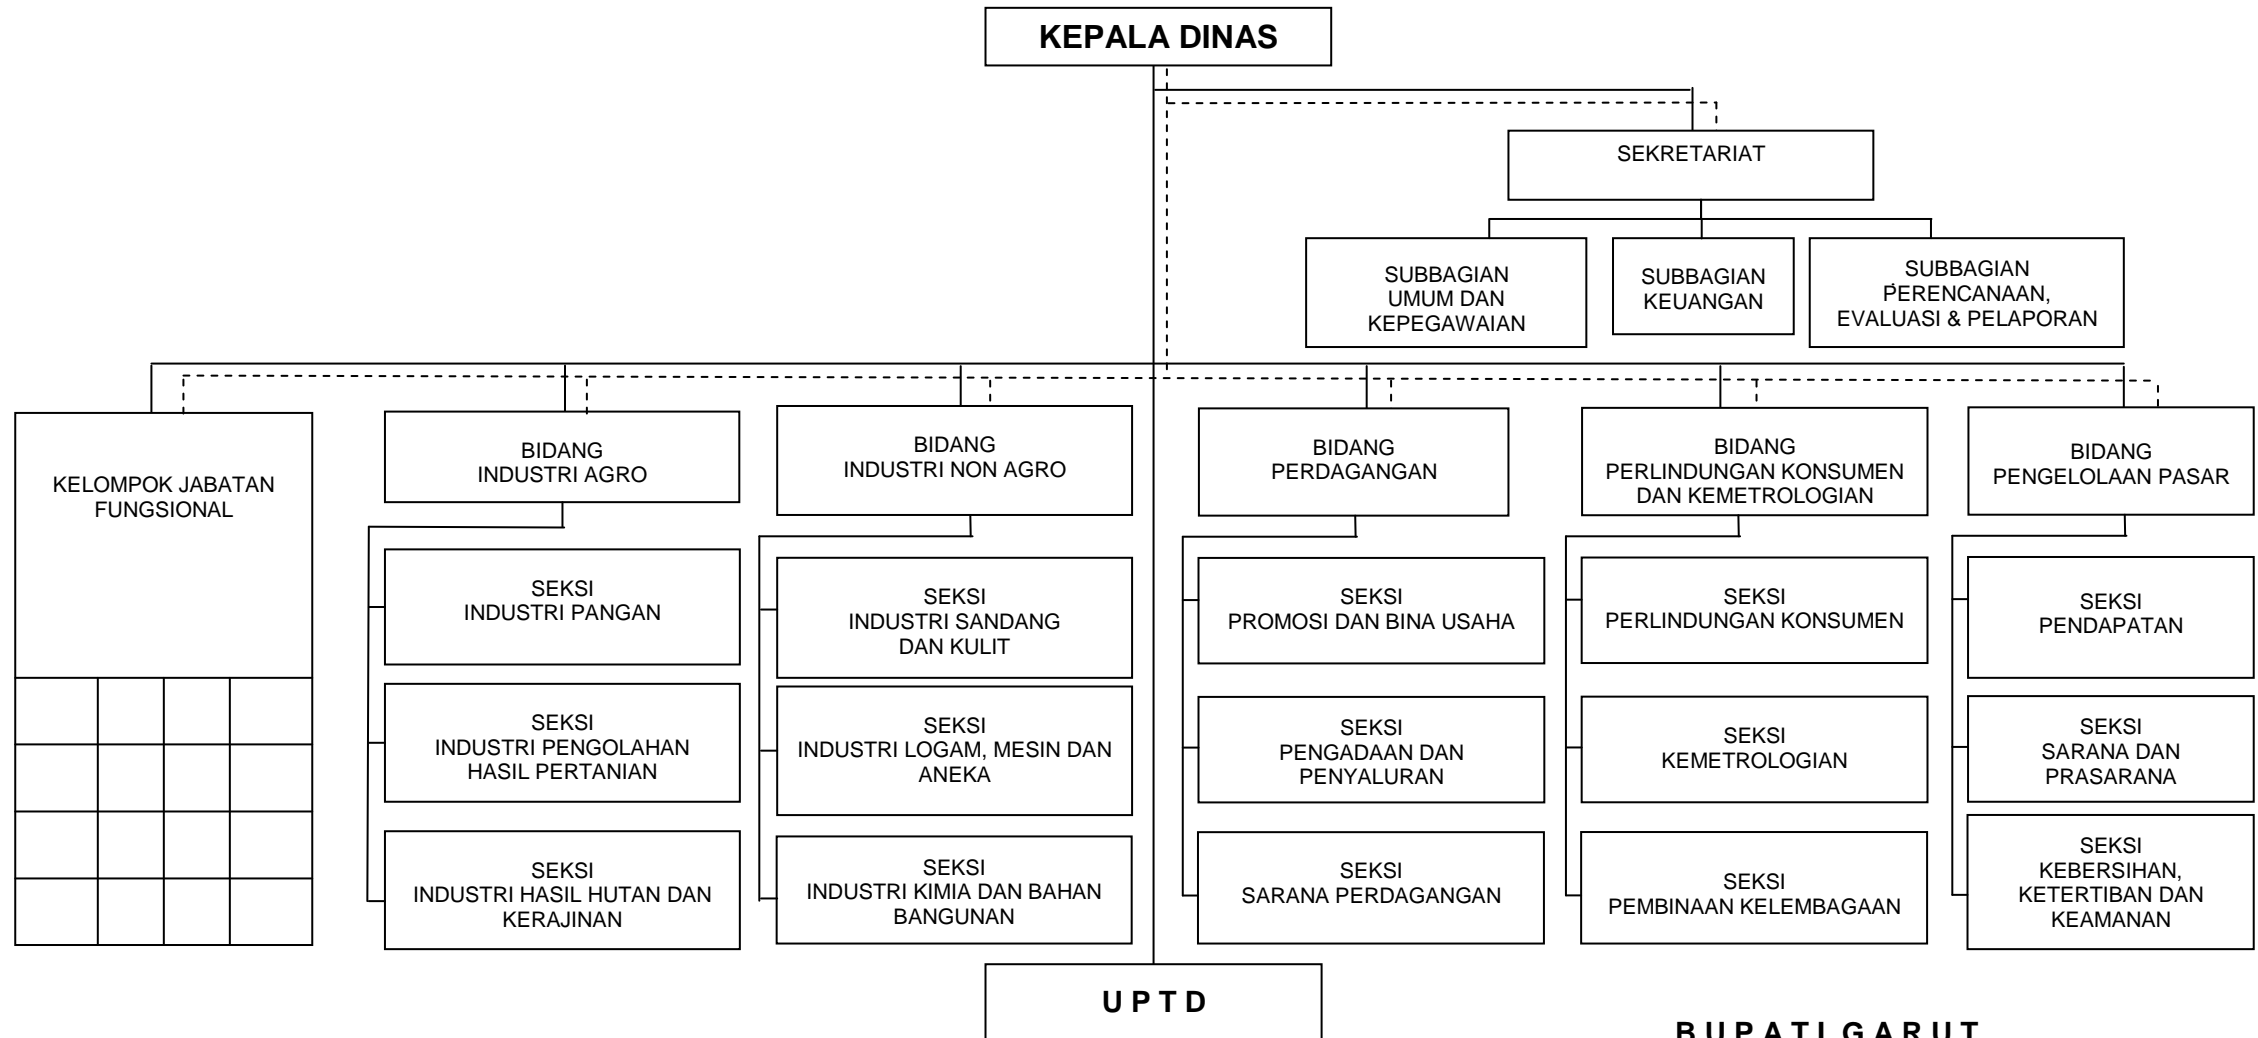 KEPALA DINAS
SEKRETARIAT
SUBBAGIAN
UMUM DAN
KEPEGAWAIAN
SUBBAGIAN
KEUANGAN
SUBBAGIAN
PERENCANAAN,
EVALUASI & PELAPORAN
KELOMPOK JABATAN
FUNGSIONAL
BIDANG
INDUSTRI AGRO
SEKSI
INDUSTRI PANGAN
SEKSI
INDUSTRI PENGOLAHAN
HASIL PERTANIAN
SEKSI
INDUSTRI HASIL HUTAN DAN
KERAJINAN
BIDANG
INDUSTRI NON AGRO
SEKSI
INDUSTRI SANDANG
DAN KULIT
SEKSI
INDUSTRI LOGAM, MESIN DAN
ANEKA
SEKSI
INDUSTRI KIMIA DAN BAHAN
BANGUNAN
BIDANG
PERDAGANGAN
SEKSI
PROMOSI DAN BINA USAHA
SEKSI
PENGADAAN DAN
PENYALURAN
SEKSI
SARANA PERDAGANGAN
BIDANG
PERLINDUNGAN KONSUMEN
DAN KEMETROLOGIAN
SEKSI
PERLINDUNGAN KONSUMEN
SEKSI
KEMETROLOGIAN
SEKSI
PEMBINAAN KELEMBAGAAN
BIDANG
PENGELOLAAN PASAR
SEKSI
PENDAPATAN
SEKSI
SARANA DAN
PRASARANA
SEKSI
KEBERSIHAN,
KETERTIBAN DAN
KEAMANAN
U P T D
B U P A T I G A R U T